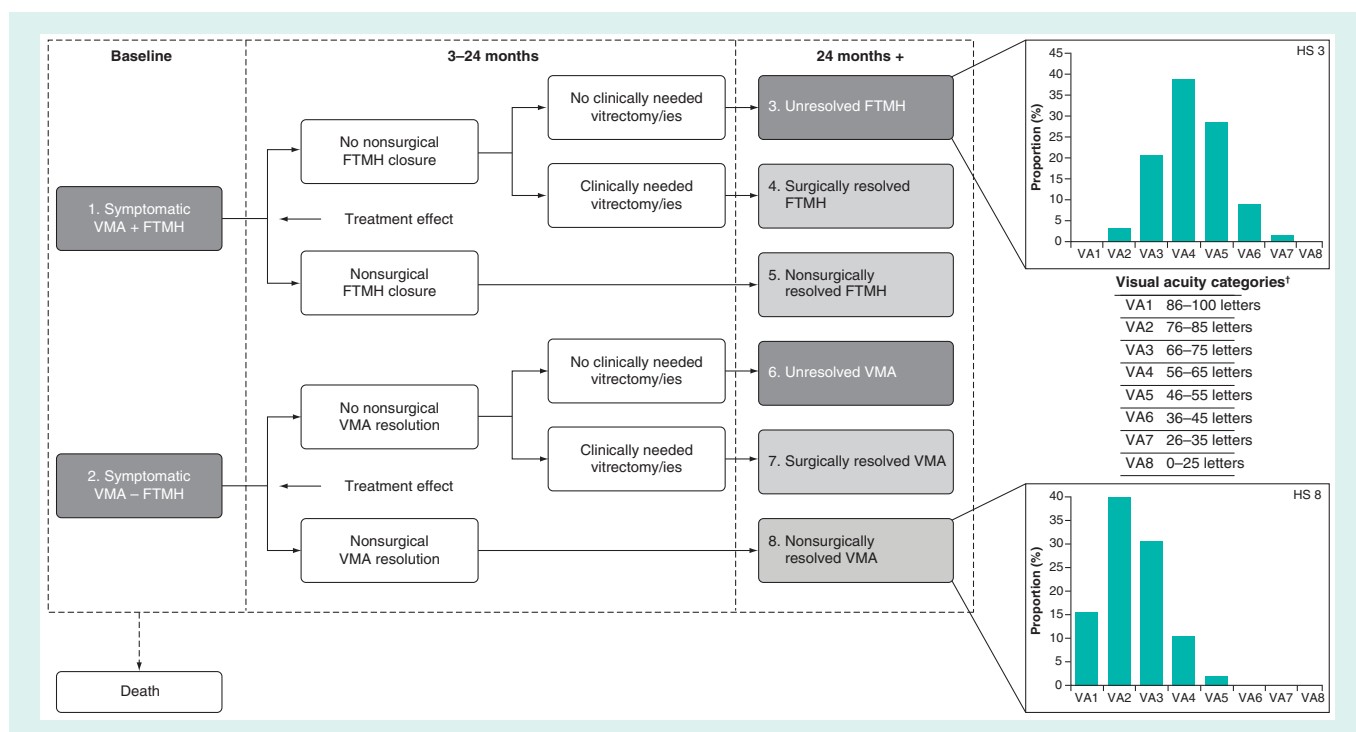 Baseline
3–24 months
24 months +
1. Symptomatic
VMA + FTMH
No nonsurgical
FTMH closure
Treatment effect
Nonsurgical
FTMH closure
No clinically needed
vitrectomy/ies
Clinically needed
vitrectomy/ies
3. Unresolved FTMH
4. Surgically resolved
FTMH
5. Nonsurgically
resolved FTMH
2. Symptomatic
VMA – FTMH
No nonsurgical
VMA resolution
Treatment effect
Nonsurgical
VMA resolution
No clinically needed
vitrectomy/ies
Clinically needed
vitrectomy/ies
6. Unresolved VMA
7. Surgically resolved VMA
8. Nonsurgically
resolved VMA
Death
HS 3
Proportion (%)
45
40
35
30
25
20
15
10
5
0
VA1 VA2 VA3 VA4 VA5 VA6 VA7 VA8
Visual acuity categories†
VA1 86–100 letters
VA2 76–85 letters
VA3 66–75 letters
VA4 56–65 letters
VA5 46–55 letters
VA6 36–45 letters
VA7 26–35 letters
VA8 0–25 letters
HS 8
Proportion (%)
40
35
30
25
20
15
10
5
0
VA1 VA2 VA3 VA4 VA5 VA6 VA7 VA8